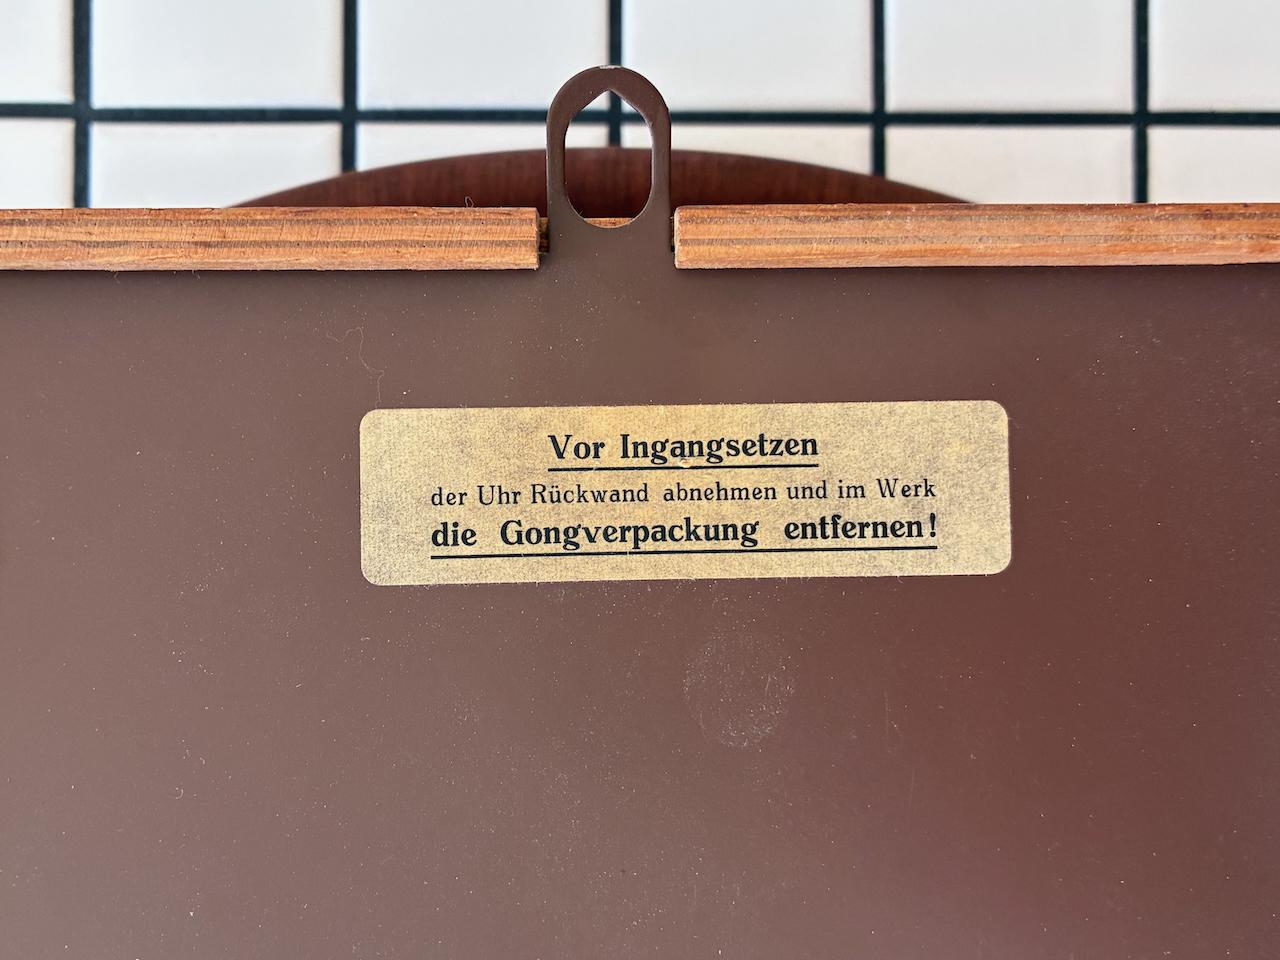 Vor Ingangsetzen
der Uhr Rückwand abnehmen und im Werk
die Gongverpackung entfernen!